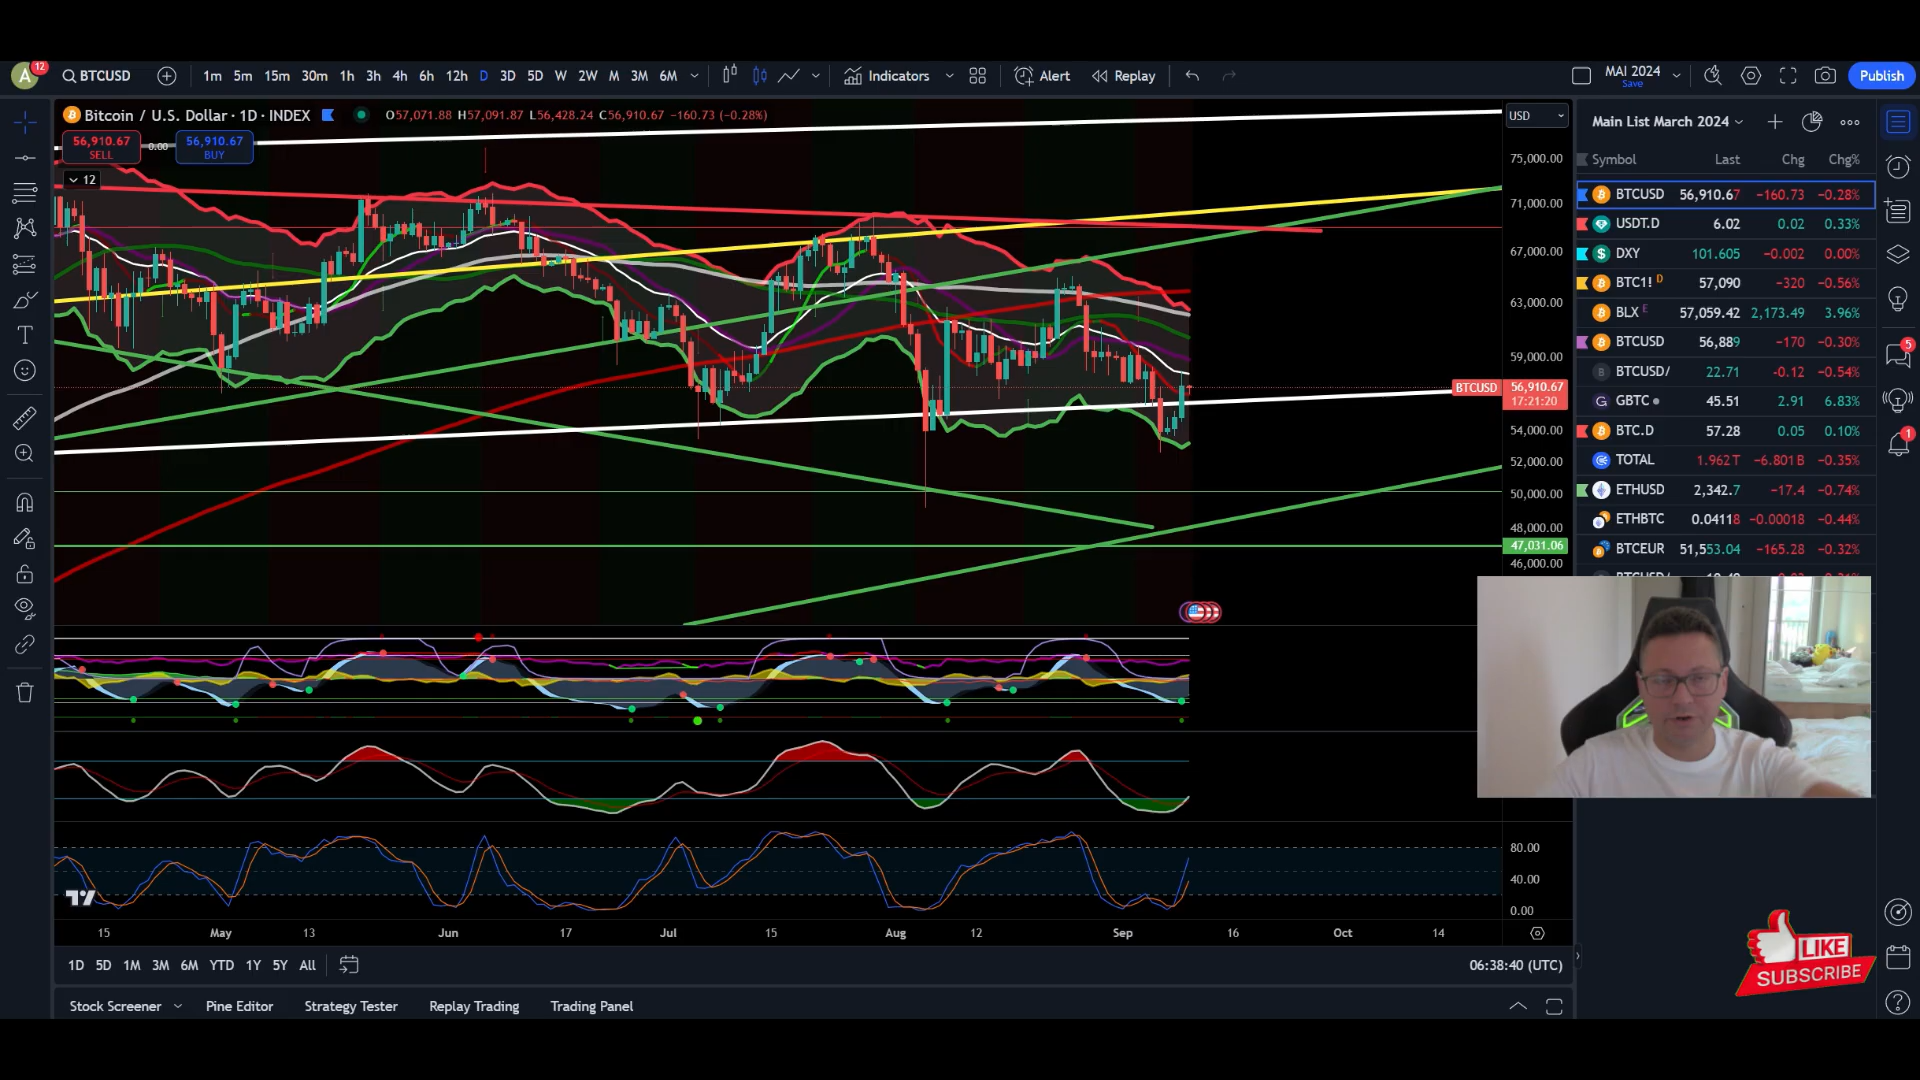 A 12 BTCUSD 1m 5m 15m 30m 1h 3h 4h 6h 12h D 3D 5D W 2W M 3M 6M Indicators Alert Replay MAI 2024 Save Publish
Bitcoin / U.S. Dollar · 1D · INDEX O57,071.88 H57,091.87 L56,428.24 C56,910.67 −160.73 (−0.28%) USD
56,910.67 SELL 0.00 56,910.67 BUY
12
75,000.00
71,000.00
67,000.00
63,000.00
59,000.00
BTCUSD 56,910.67
17:21:20
54,000.00
52,000.00
50,000.00
48,000.00
47,031.06
46,000.00
80.00
40.00
0.00
15 May 13 Jun 17 Jul 15 Aug 12 Sep 16 Oct 14
1D 5D 1M 3M 6M YTD 1Y 5Y All 06:38:40 (UTC)
Stock Screener Pine Editor Strategy Tester Replay Trading Trading Panel
Main List March 2024
Symbol Last Chg Chg%
BTCUSD 56,910.67 −160.73 −0.28%
USDT.D 6.02 0.02 0.33%
DXY 101.605 −0.002 0.00%
BTC1! D 57,090 −320 −0.56%
BLX E 57,059.42 2,173.49 3.96%
BTCUSD 56,889 −170 −0.30%
BTCUSD/ 22.71 −0.12 −0.54%
GBTC 45.51 2.91 6.83%
BTC.D 57.28 0.05 0.10%
TOTAL 1.962T −6.801B −0.35%
ETHUSD 2,342.7 −17.4 −0.74%
ETHBTC 0.04118 −0.00018 −0.44%
BTCEUR 51,553.04 −165.28 −0.32%
5
1
LIKE
SUBSCRIBE